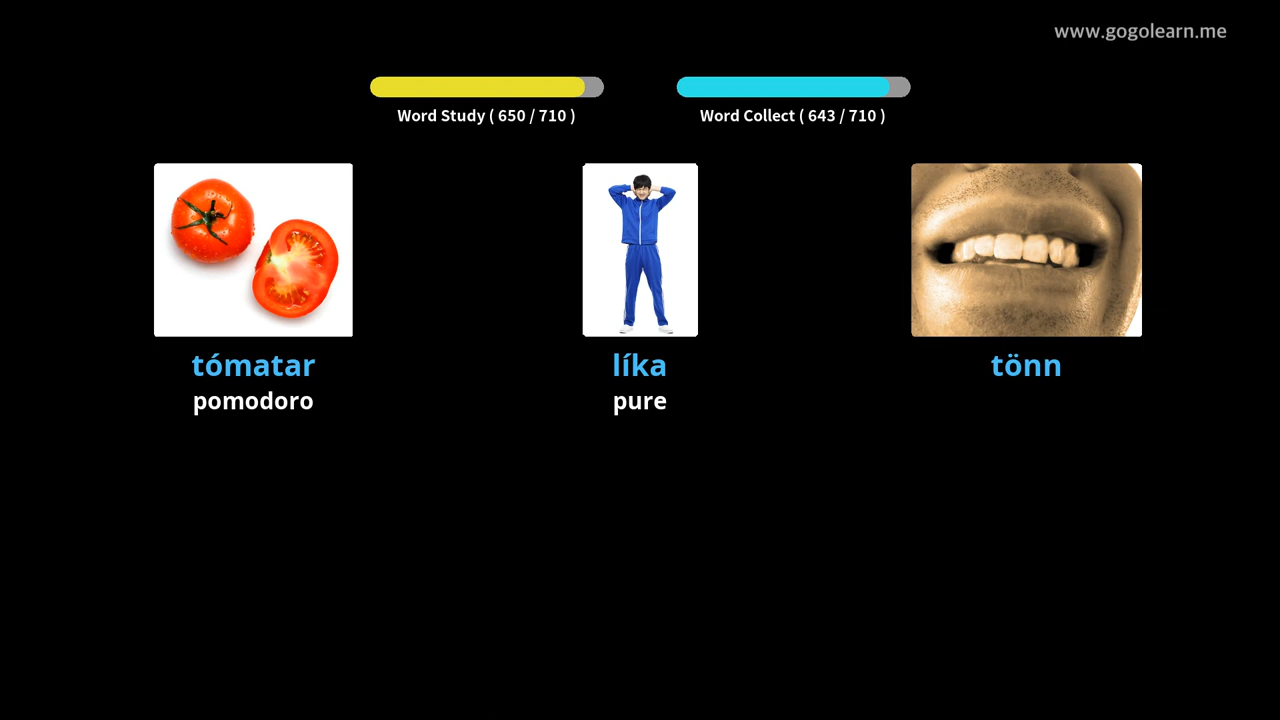 www.gogolearn.me
Word Study ( 650 / 710 )
Word Collect ( 643 / 710 )
tómatar
líka
tönn
pomodoro
pure